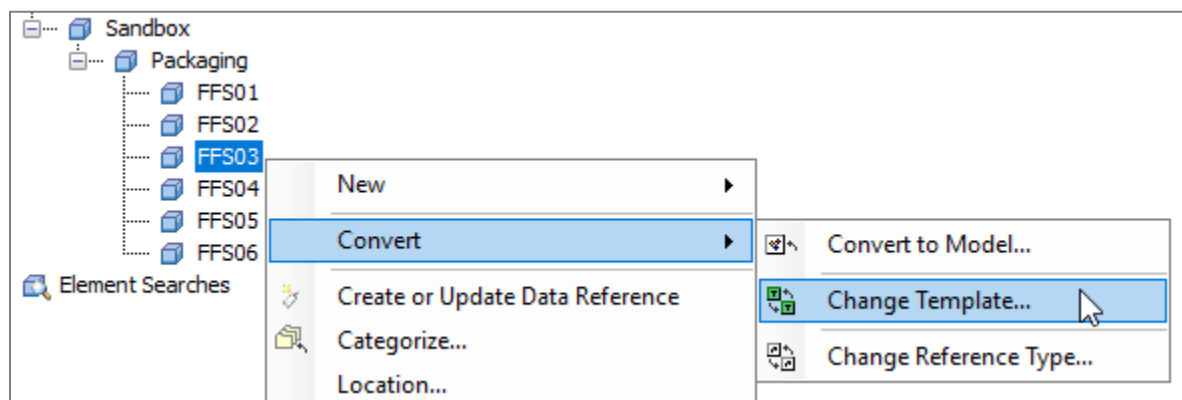 Sandbox
Packaging
FFS01
FFS02
FFS03
FFS04
FFS05
FFS06
Element Searches
New
Convert
Create or Update Data Reference
Categorize...
Location...
Convert to Model...
Change Template...
Change Reference Type...